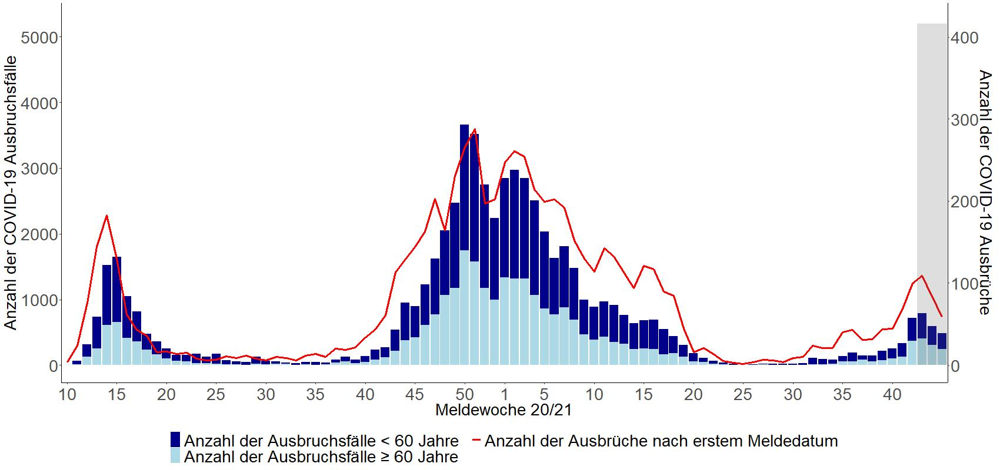 Anzahl der COVID-19 Ausbruchsfälle
5000
4000
3000
2000
1000
0
400
300
200
100
0
Anzahl der COVID-19 Ausbrüche
10 15 20 25 30 35 40 45 50 1 5 10 15 20 25 30 35 40
Meldewoche 20/21
Anzahl der Ausbruchsfälle < 60 Jahre Anzahl der Ausbrüche nach erstem Meldedatum
Anzahl der Ausbruchsfälle ≥ 60 Jahre